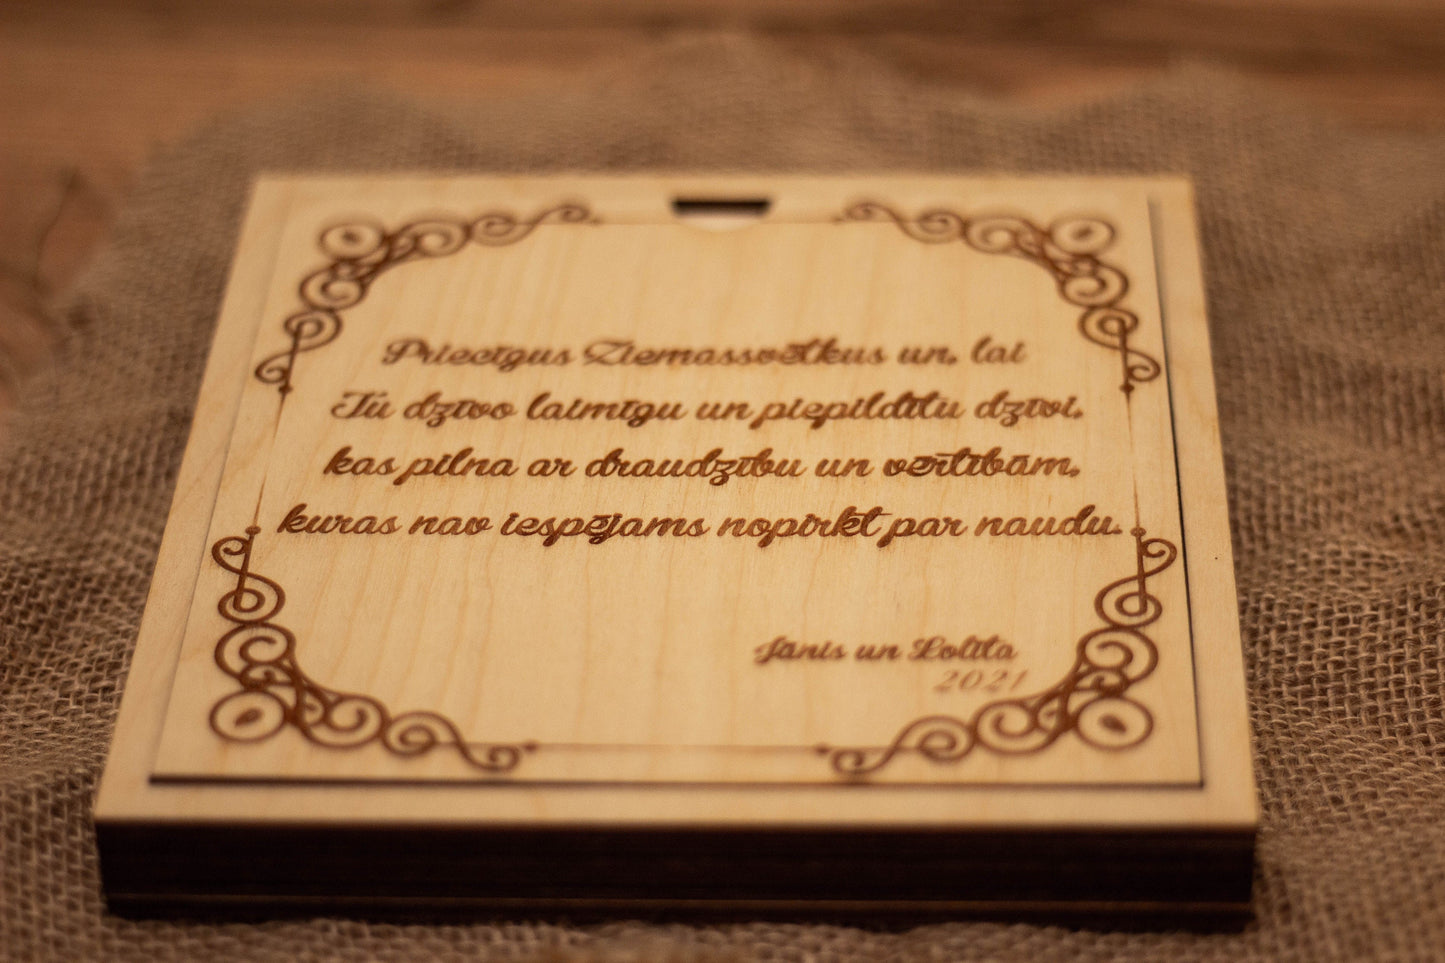 Priecīgus Ziemassvētkus un, lai
Tu dzīvo laimīgu un piepildītu dzīvi,
kas pilna ar draudzību un vērtībām,
kuras nav iespējams nopirkt par naudu.
Jānis un Lolita
2021